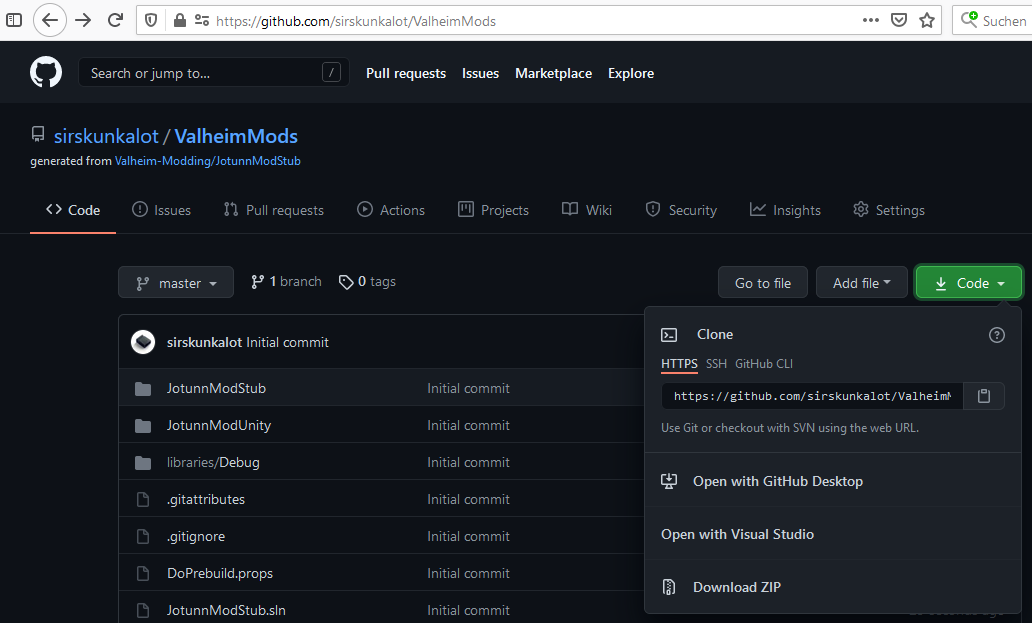 https://github.com/sirskunkalot/ValheimMods
Suchen
Search or jump to...
/
Pull requests
Issues
Marketplace
Explore
sirskunkalot / ValheimMods
generated from Valheim-Modding/JotunnModStub
Code
Issues
Pull requests
Actions
Projects
Wiki
Security
Insights
Settings
master
1 branch
0 tags
Go to file
Add file
Code
sirskunkalot Initial commit
JotunnModStub Initial commit
JotunnModUnity Initial commit
libraries/Debug Initial commit
.gitattributes Initial commit
.gitignore Initial commit
DoPrebuild.props Initial commit
JotunnModStub.sln Initial commit
Clone
?
HTTPS SSH GitHub CLI
https://github.com/sirskunkalot/Valheim
Use Git or checkout with SVN using the web URL.
Open with GitHub Desktop
Open with Visual Studio
Download ZIP